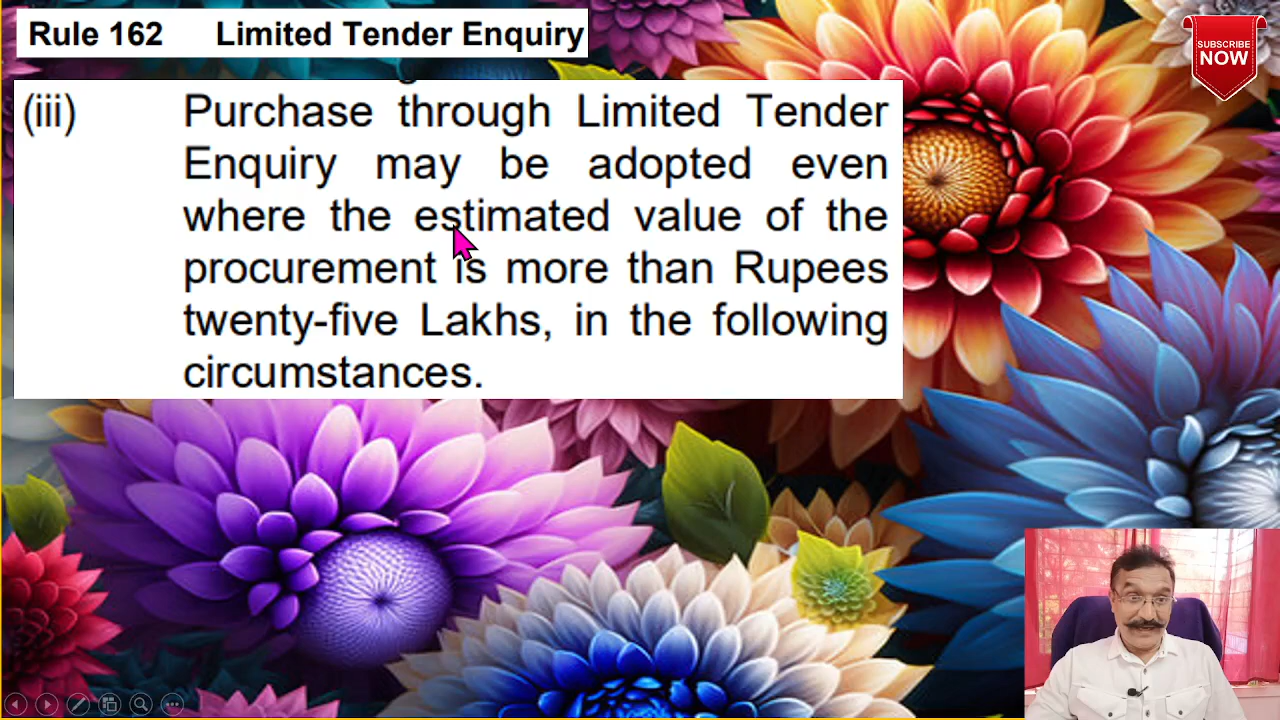 Rule 162 Limited Tender Enquiry
SUBSCRIBE
NOW
(iii) Purchase through Limited Tender
Enquiry may be adopted even
where the estimated value of the
procurement is more than Rupees
twenty-five Lakhs, in the following
circumstances.